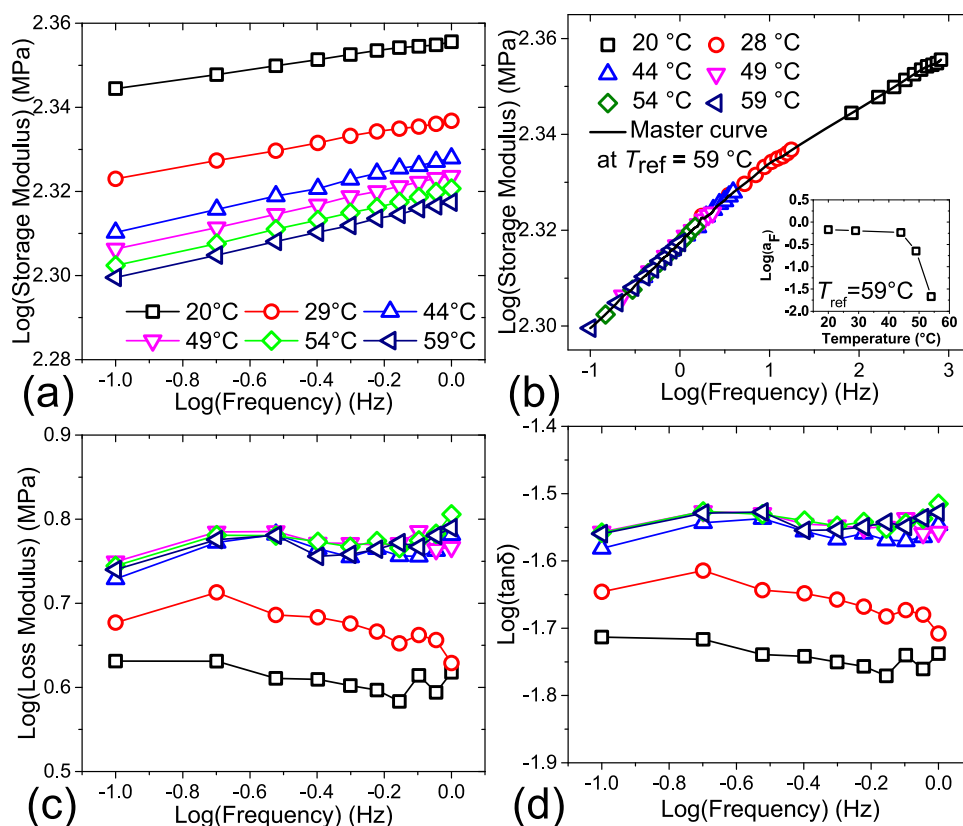 2.36
2.34
2.32
2.30
2.28
Log(Storage Modulus) (MPa)
20°C 29°C 44°C
49°C 54°C 59°C
-1.0 -0.8 -0.6 -0.4 -0.2 0.0
Log(Frequency) (Hz)
(a)
2.36
2.34
2.32
2.30
Log(Storage Modulus) (MPa)
20 °C 28 °C
44 °C 49 °C
54 °C 59 °C
Master curve
at Tref = 59 °C
0.5
0.0
-0.5
-1.0
-1.5
-2.0
Log(aF)
Tref=59°C
20 30 40 50 60
Temperature (°C)
-1 0 1 2 3
Log(Frequency) (Hz)
(b)
0.9
0.8
0.7
0.6
0.5
Log(Loss Modulus) (MPa)
-1.0 -0.8 -0.6 -0.4 -0.2 0.0
Log(Frequency) (Hz)
(c)
-1.4
-1.5
-1.6
-1.7
-1.8
-1.9
Log(tanδ)
-1.0 -0.8 -0.6 -0.4 -0.2 0.0
Log(Frequency) (Hz)
(d)